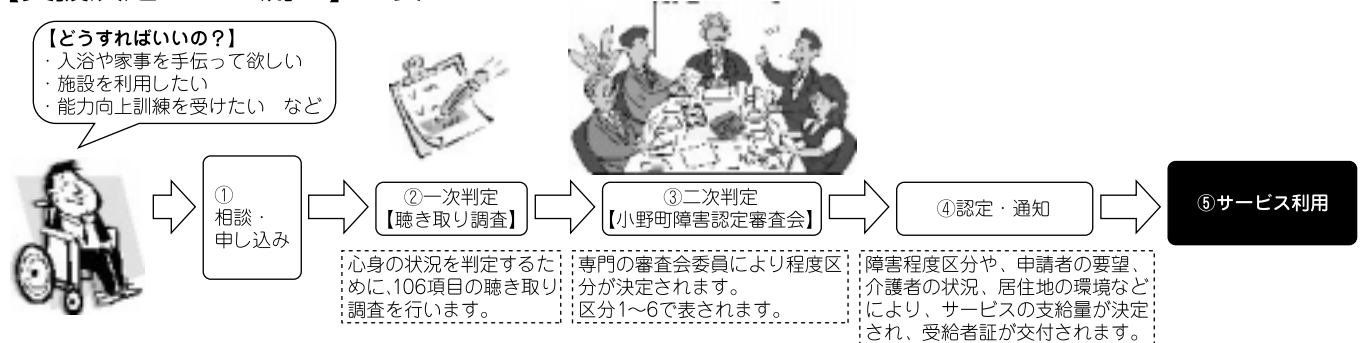 【どうすればいいの？】
・入浴や家事を手伝って欲しい
・施設を利用したい
・能力向上訓練を受けたい　など
①
相談・
申し込み
②一次判定
【聴き取り調査】
③二次判定
【小野町障害認定審査会】
④認定・通知
⑤サービス利用
心身の状況を判定するた
めに、106項目の聴き取り
調査を行います。
専門の審査会委員により程度区
分が決定されます。
区分1～6で表されます。
障害程度区分や、申請者の要望、
介護者の状況、居住地の環境など
により、サービスの支給量が決定
され、受給者証が交付されます。